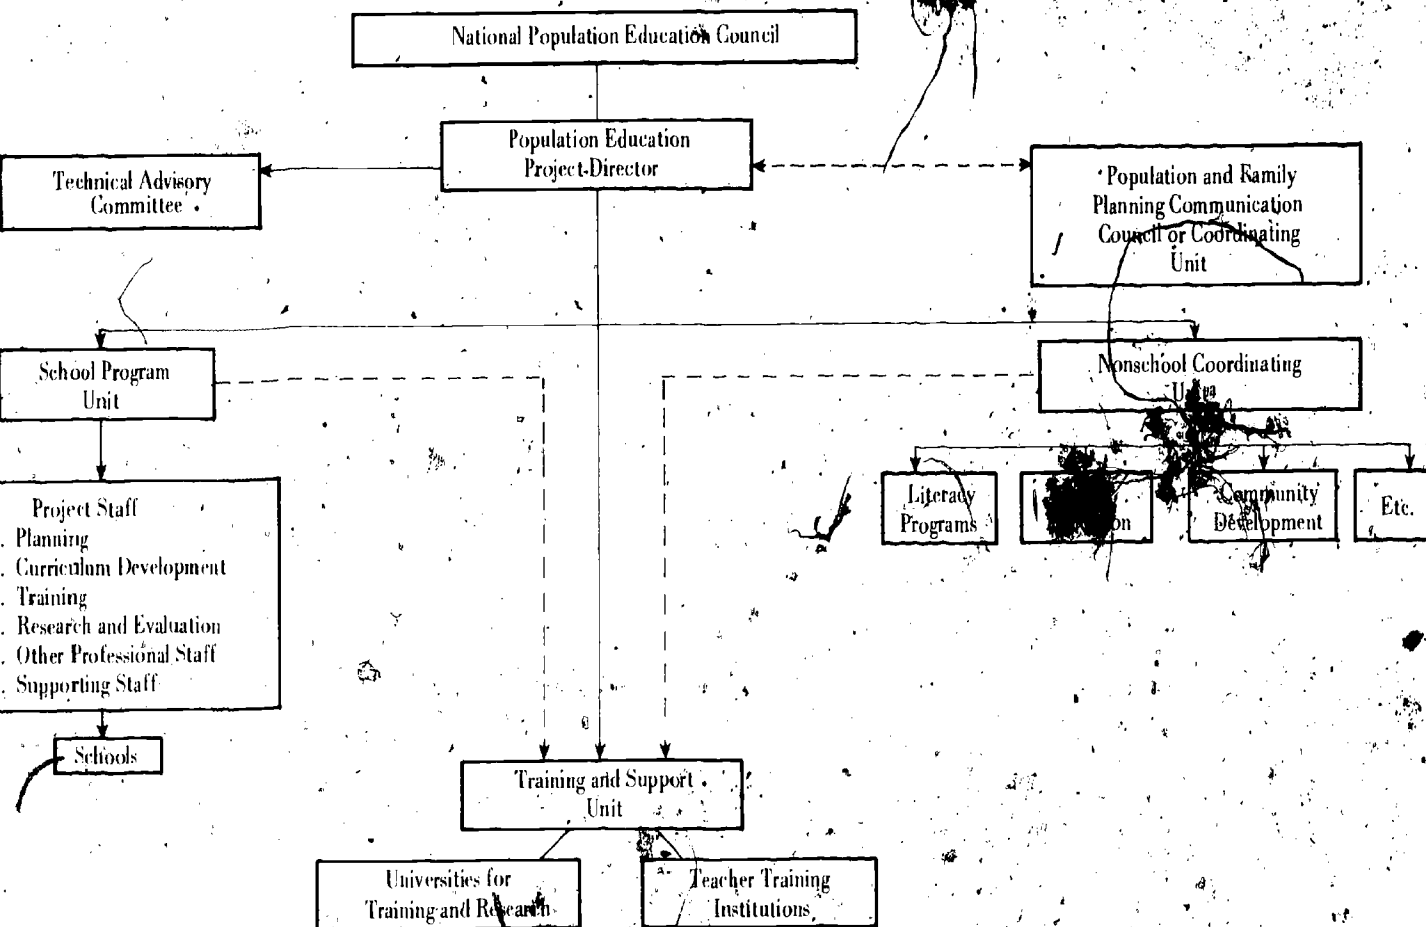 National Population Education Council
Population Education
Project Director
Technical Advisory
Committee
Population and Family
Planning Communication
Council or Coordinating
Unit
School Program
Unit
Nonschool Coordinating
Literacy
Programs
Community
Development
Etc.
Project Staff
. Planning
. Curriculum Development
. Training
. Research and Evaluation
. Other Professional Staff
. Supporting Staff
Schools
Training and Support
Unit
Universities for
Training and Research
Teacher Training
Institutions